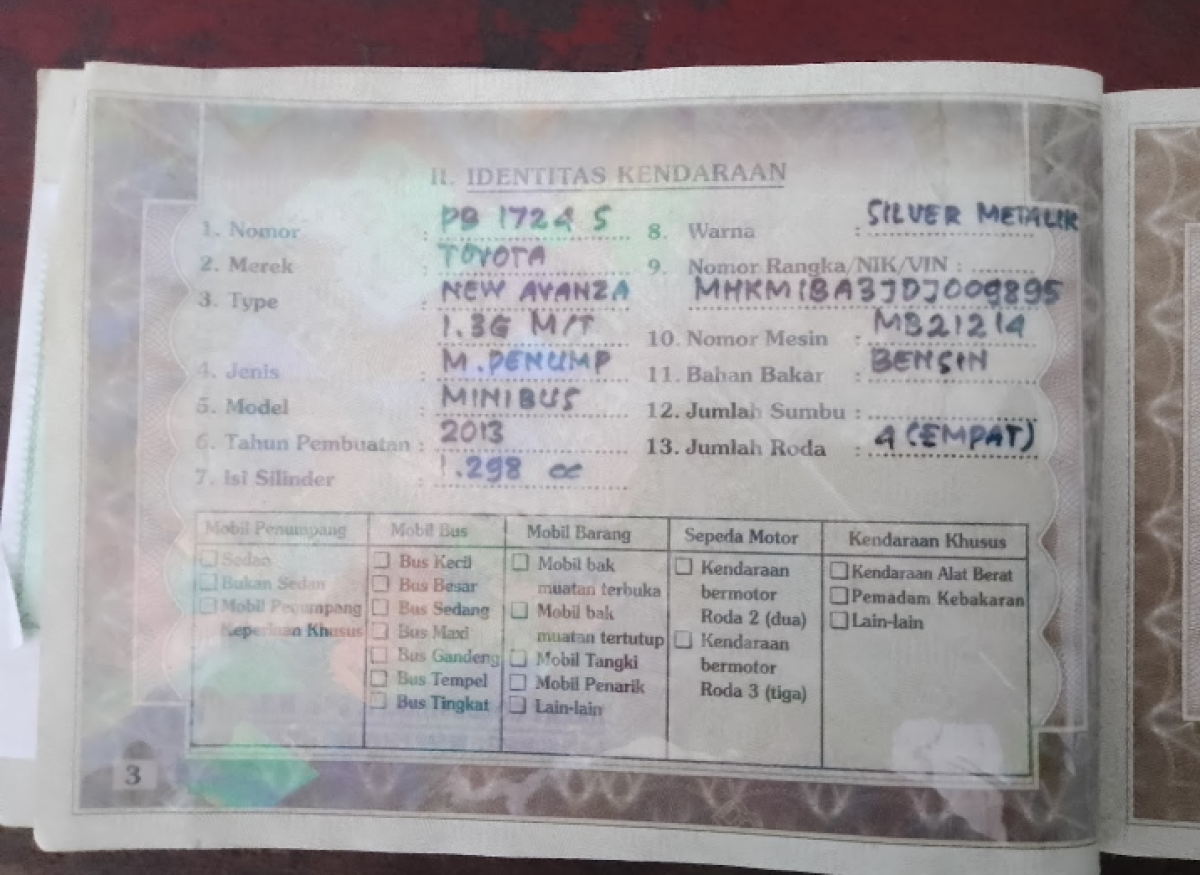 II. IDENTITAS KENDARAAN
1. Nomor : PB 1724 S
2. Merek : TOYOTA
3. Type : NEW AVANZA
1.3G M/T
4. Jenis : M.PENUMP
5. Model : MINIBUS
6. Tahun Pembuatan : 2013
7. Isi Silinder : 1.298 cc
8. Warna : SILVER METALIK
9. Nomor Rangka/NIK/VIN :
MHKM1BA3JDJ009895
10. Nomor Mesin : MB21214
11. Bahan Bakar : BENSIN
12. Jumlah Sumbu :
13. Jumlah Roda : 4 (EMPAT)
Mobil Penumpang
Sedan
Bukan Sedan
Mobil Penumpang
Keperluan Khusus
Mobil Bus
Bus Kecil
Bus Besar
Bus Sedang
Bus Maxi
Bus Gandeng
Bus Tempel
Bus Tingkat
Mobil Barang
Mobil bak
muatan terbuka
Mobil bak
muatan tertutup
Mobil Tangki
Mobil Penarik
Lain-lain
Sepeda Motor
Kendaraan
bermotor
Roda 2 (dua)
Kendaraan
bermotor
Roda 3 (tiga)
Kendaraan Khusus
Kendaraan Alat Berat
Pemadam Kebakaran
Lain-lain
3